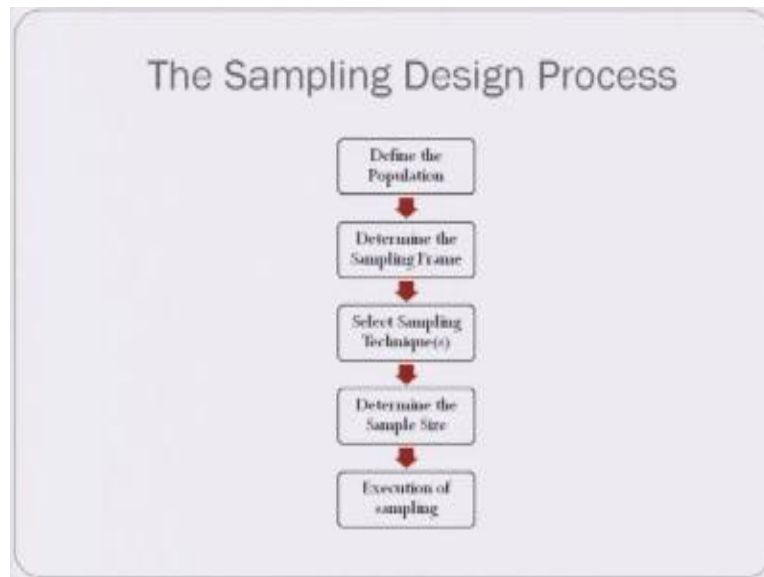 The Sampling Design Process
Define the
Population
Determine the
Sampling Frame
Select Sampling
Technique(s)
Determine the
Sample Size
Execution of
sampling